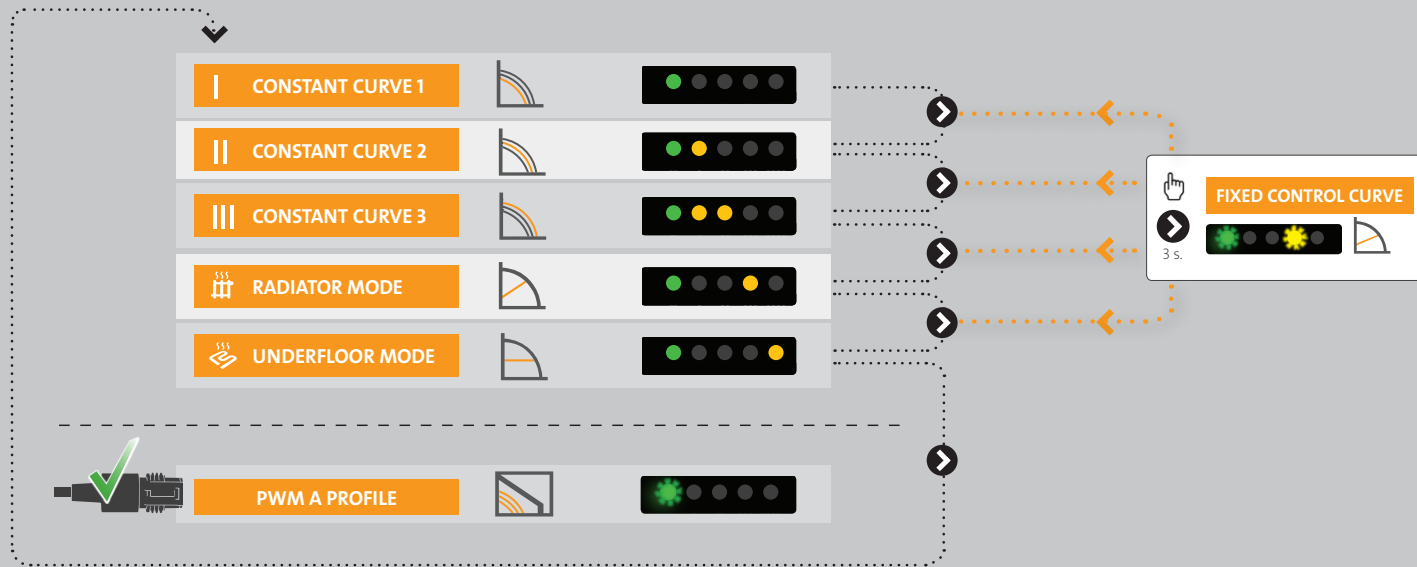 CONSTANT CURVE 1
CONSTANT CURVE 2
CONSTANT CURVE 3
RADIATOR MODE
UNDERFLOOR MODE
PWM A PROFILE
FIXED CONTROL CURVE
3 s.